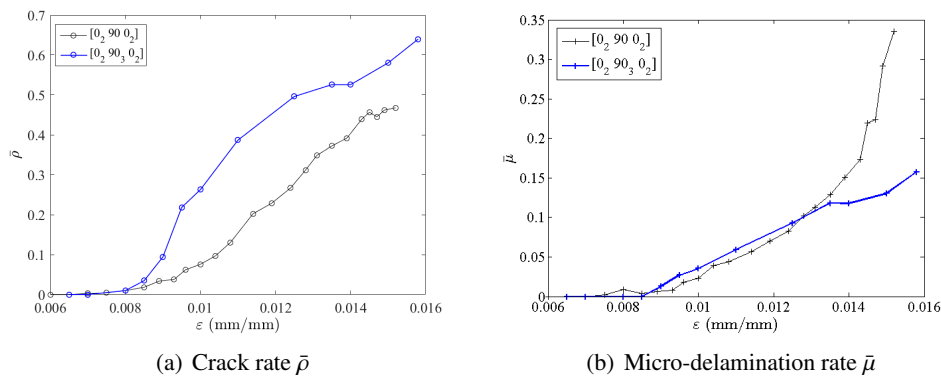 0.7
0.6
0.5
0.4
0.3
0.2
0.1
0
0.006 0.008 0.01 0.012 0.014 0.016
ρ̄
ε (mm/mm)
[0₂ 90 0₂]
[0₂ 90₃ 0₂]
(a) Crack rate ρ̄
0.35
0.3
0.25
0.20
0.15
0.10
0.05
0
0.006 0.008 0.01 0.012 0.014 0.016
μ̄
ε (mm/mm)
[0₂ 90 0₂]
[0₂ 90₃ 0₂]
(b) Micro-delamination rate μ̄